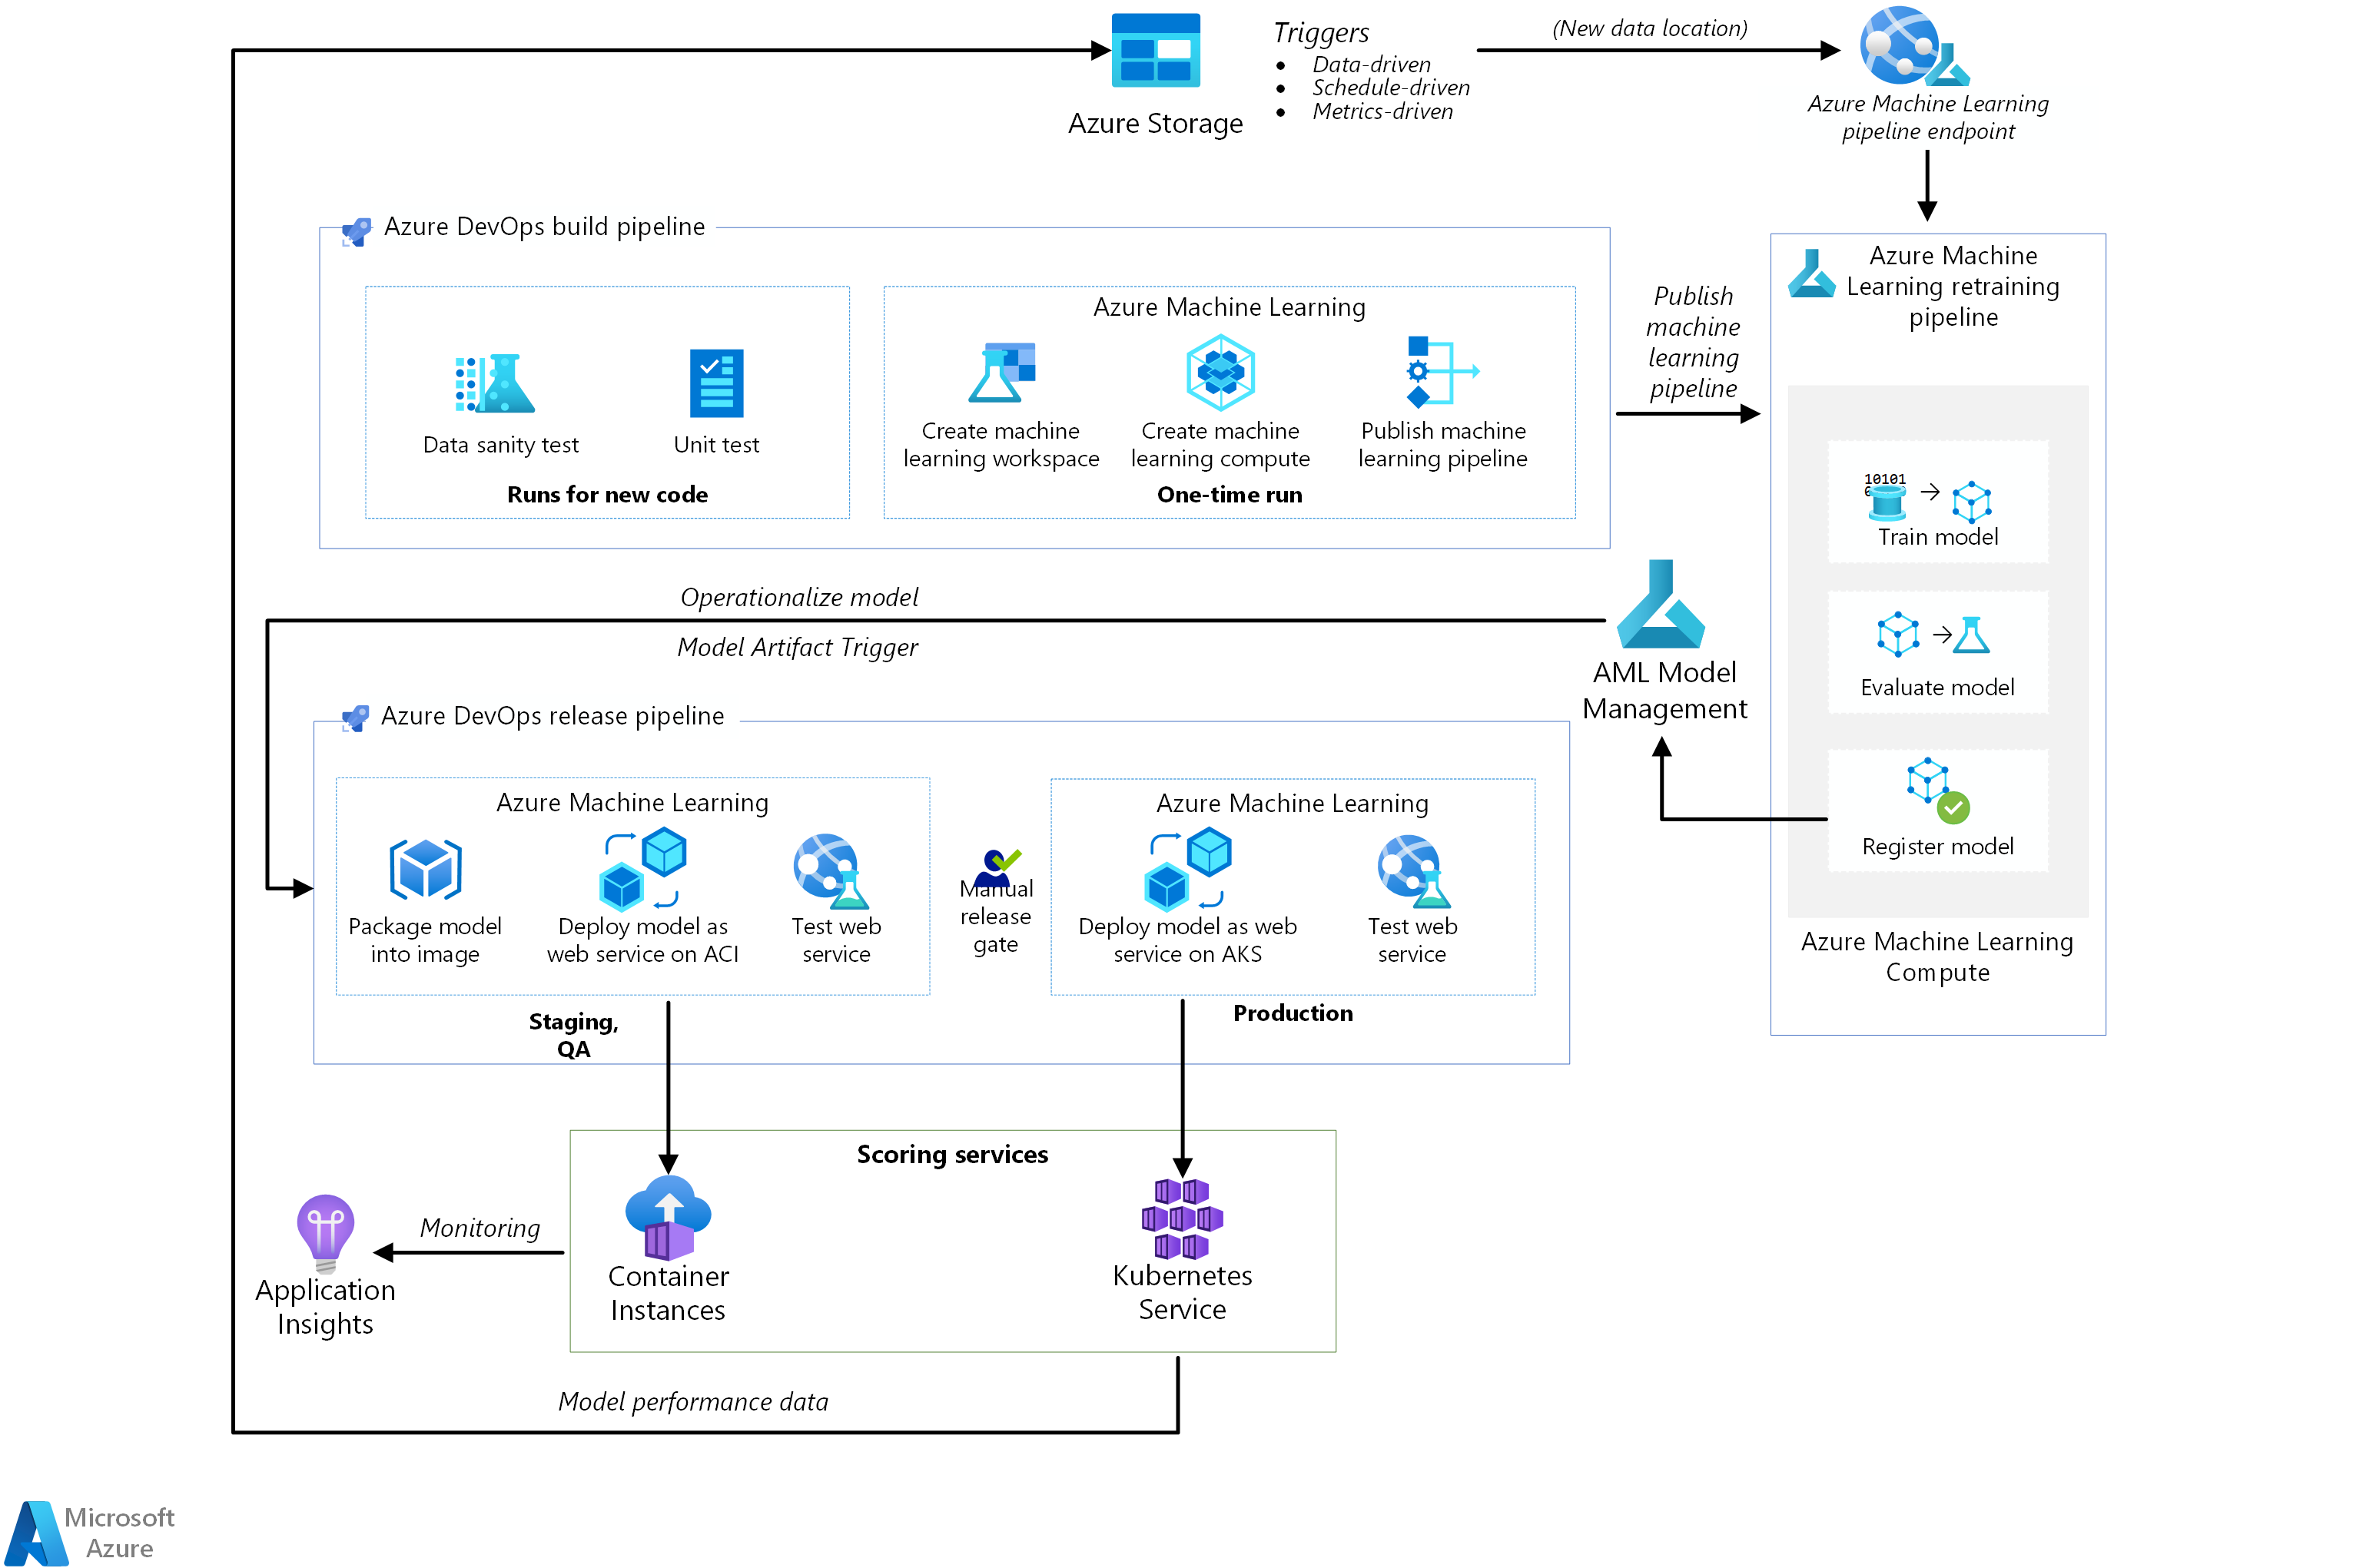 Triggers
• Data-driven
• Schedule-driven
• Metrics-driven
(New data location)
Azure Storage
Azure Machine Learning
pipeline endpoint
Azure DevOps build pipeline
Data sanity test
Unit test
Runs for new code
Azure Machine Learning
Create machine
learning workspace
Create machine
learning compute
Publish machine
learning pipeline
One-time run
Publish
machine
learning
pipeline
Azure Machine
Learning retraining
pipeline
10101
Train model
Evaluate model
Register model
Azure Machine Learning
Compute
Operationalize model
Model Artifact Trigger
AML Model
Management
Azure DevOps release pipeline
Azure Machine Learning
Package model
into image
Deploy model as
web service on ACI
Test web
service
Staging,
QA
Manual
release
gate
Azure Machine Learning
Deploy model as web
service on AKS
Test web
service
Production
Scoring services
Container
Instances
Kubernetes
Service
Monitoring
Application
Insights
Model performance data
Microsoft
Azure